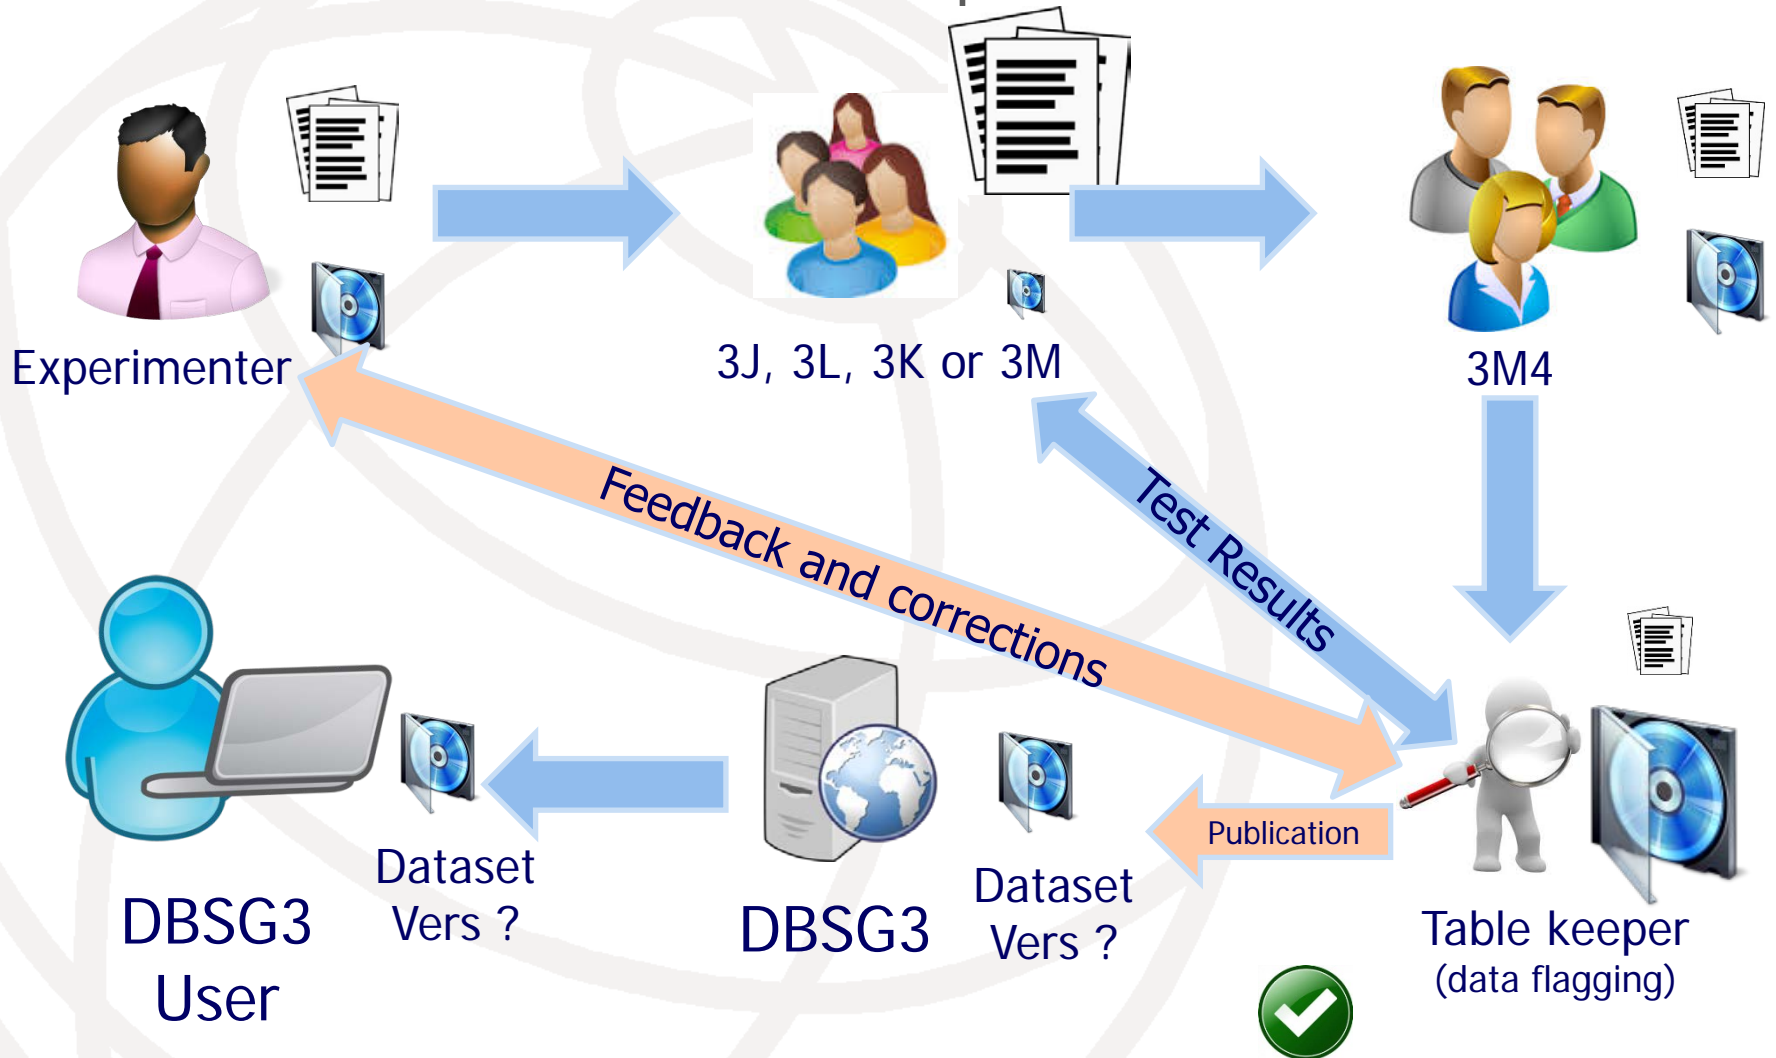 Experimenter
3J, 3L, 3K or 3M
3M4
Feedback and corrections
Test Results
Publication
Dataset
Vers ?
DBSG3
User
DBSG3
Dataset
Vers ?
Table keeper
(data flagging)